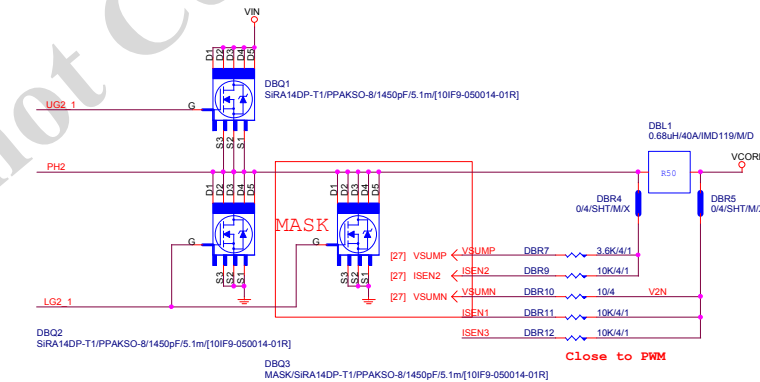 not Co
VIN
D1 D2 D3 D4 D5
DBQ1
SiRA14DP-T1/PPAKSO-8/1450pF/5.1m/[10IF9-050014-01R]
UG2_1
G
S3 S2 S1
DBL1
0.68uH/40A/IMD119/M/D
VCOR
PH2
R50
D1 D2 D3 D4 D5
D1 D2 D3 D4 D5
DBR4
0/4/SHT/M/X
DBR5
0/4/SHT/M/
MASK
G
G
[27] VSUMP VSUMP DBR7 3.6K/4/1
[27] ISEN2 ISEN2 DBR9 10K/4/1
S3 S2 S1
S3 S2 S1
[27] VSUMN VSUMN DBR10 10/4 V2N
LG2_1
ISEN1 DBR11 10K/4/1
ISEN3 DBR12 10K/4/1
DBQ2
SiRA14DP-T1/PPAKSO-8/1450pF/5.1m/[10IF9-050014-01R]
Close to PWM
DBQ3
MASK/SiRA14DP-T1/PPAKSO-8/1450pF/5.1m/[10IF9-050014-01R]